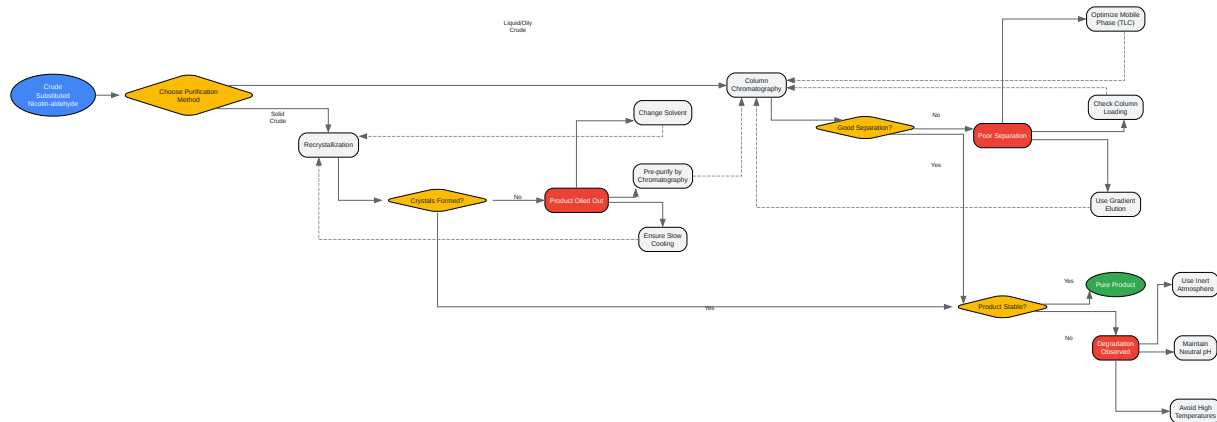 Liquid/Oily
Crude
Optimize Mobile
Phase (TLC)
Crude
Substituted
Nicotin-aldehyde
Choose Purification
Method
Column
Chromatography
Solid
Crude
Change Solvent
Check Column
Loading
Good Separation?
No
Poor Separation
Recrystallization
Yes
Pre-purify by
Chromatography
Crystals Formed?
No
Product Oiled Out
Use Gradient
Elution
Ensure Slow
Cooling
Yes
Pure Product
Use Inert
Atmosphere
Yes
Product Stable?
No
Degradation
Observed
Maintain
Neutral pH
Avoid High
Temperatures